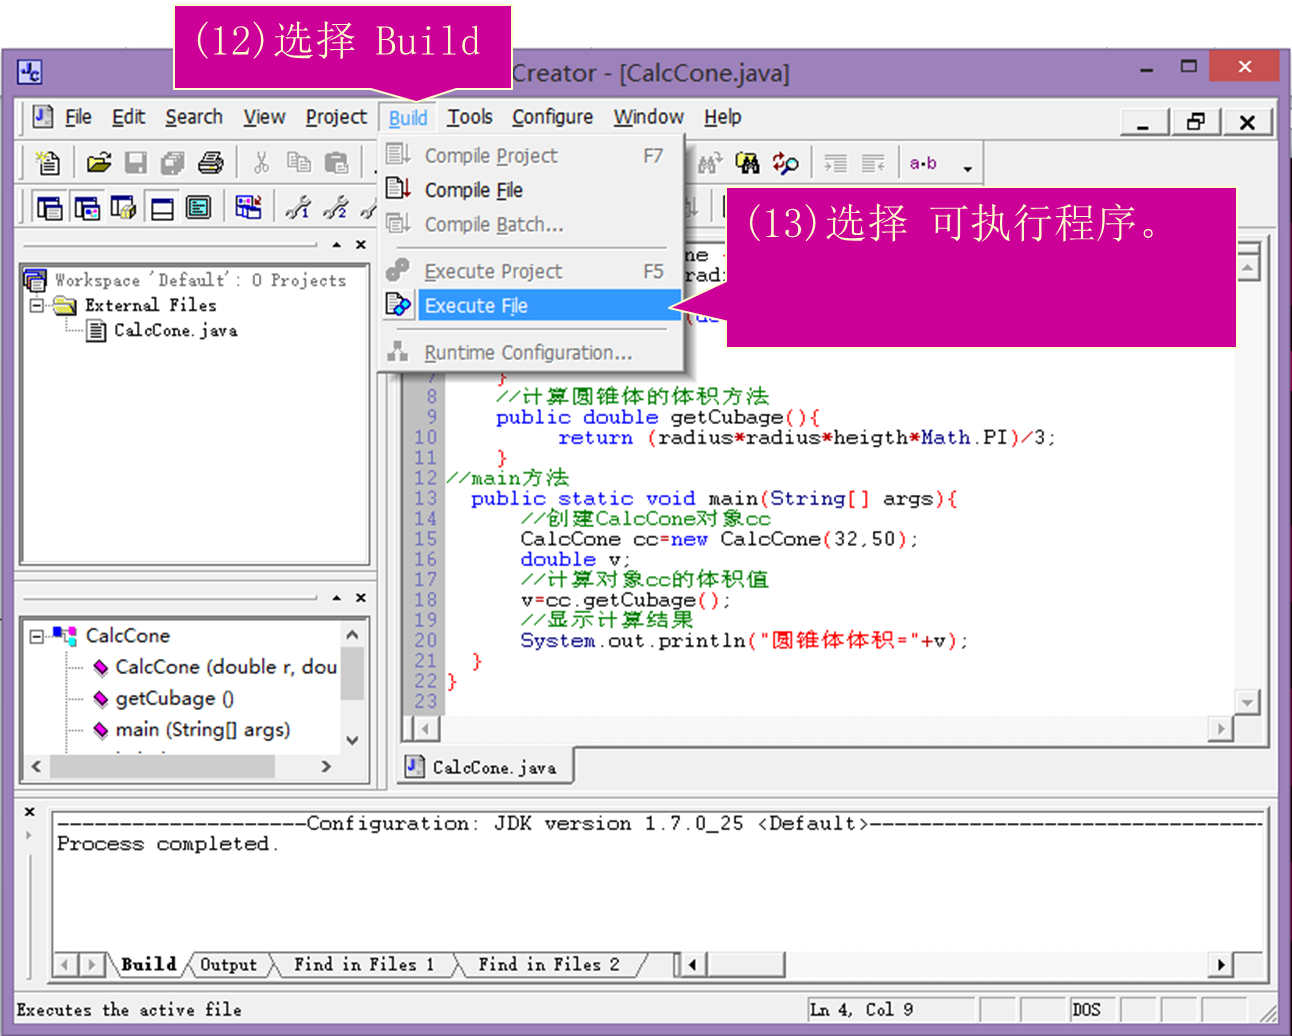 (12)选择 Build
Creator - [CalcCone.java]
File Edit Search View Project Build Tools Configure Window Help
Compile Project F7
Compile File
Compile Batch...
Execute Project F5
Execute File
Runtime Configuration...
a•b
(13)选择 可执行程序。
Workspace 'Default': 0 Projects
External Files
CalcCone.java
ne
rad
7 }
8 //计算圆锥体的体积方法
9 public double getCubage(){
10 return (radius*radius*heigth*Math.PI)/3;
11 }
12 //main方法
13 public static void main(String[] args){
14 //创建CalcCone对象cc
15 CalcCone cc=new CalcCone(32,50);
16 double v;
17 //计算对象cc的体积值
18 v=cc.getCubage();
19 //显示计算结果
20 System.out.println("圆锥体体积="+v);
21 }
22 }
23
CalcCone
CalcCone (double r, dou
getCubage ()
main (String[] args)
CalcCone.java
--------------------Configuration: JDK version 1.7.0_25 <Default>--------------------------------
Process completed.
Build Output Find in Files 1 Find in Files 2
Executes the active file Ln 4, Col 9 DOS